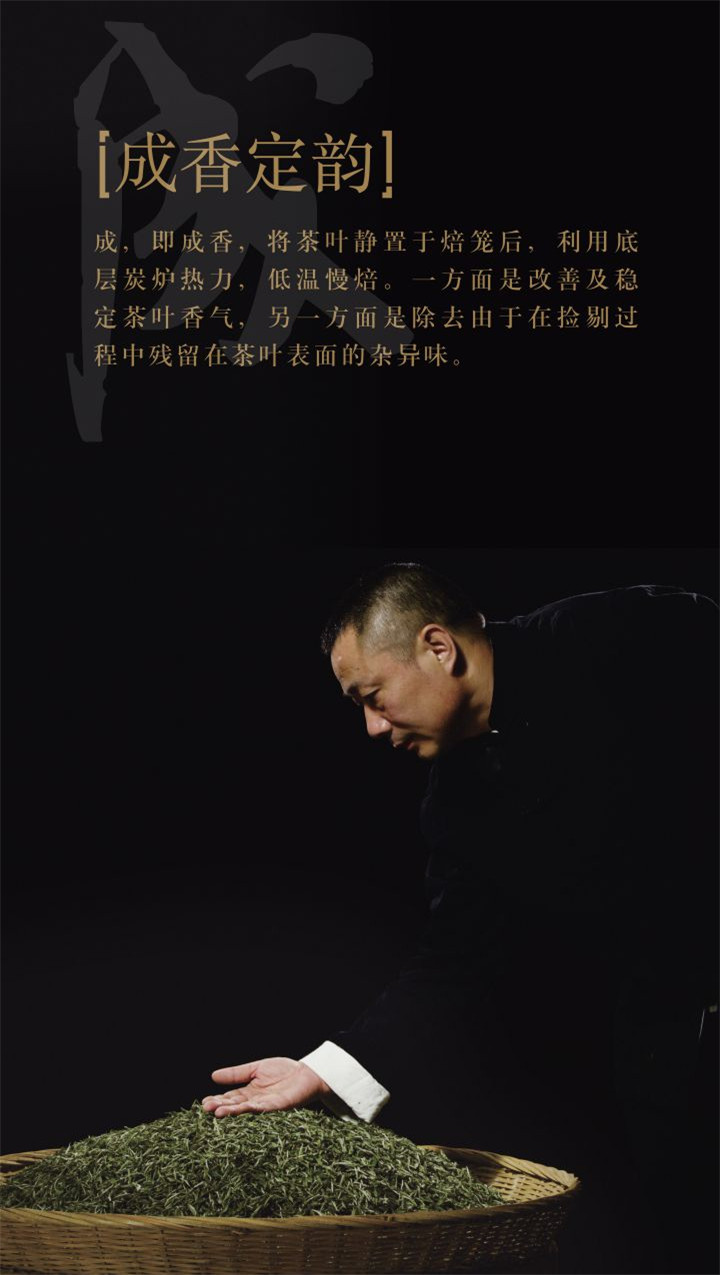 成
[成香定韵]
成，即成香，将茶叶静置于焙笼后，利用底
层炭炉热力，低温慢焙。一方面是改善及稳
定茶叶香气，另一方面是除去由于在捡剔过
程中残留在茶叶表面的杂异味。